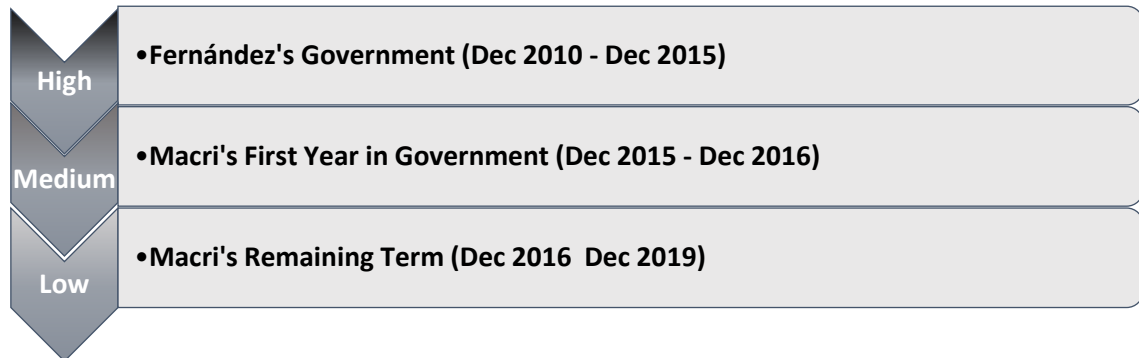 High
•Fernández's Government (Dec 2010 - Dec 2015)
Medium
•Macri's First Year in Government (Dec 2015 - Dec 2016)
Low
•Macri's Remaining Term (Dec 2016  Dec 2019)